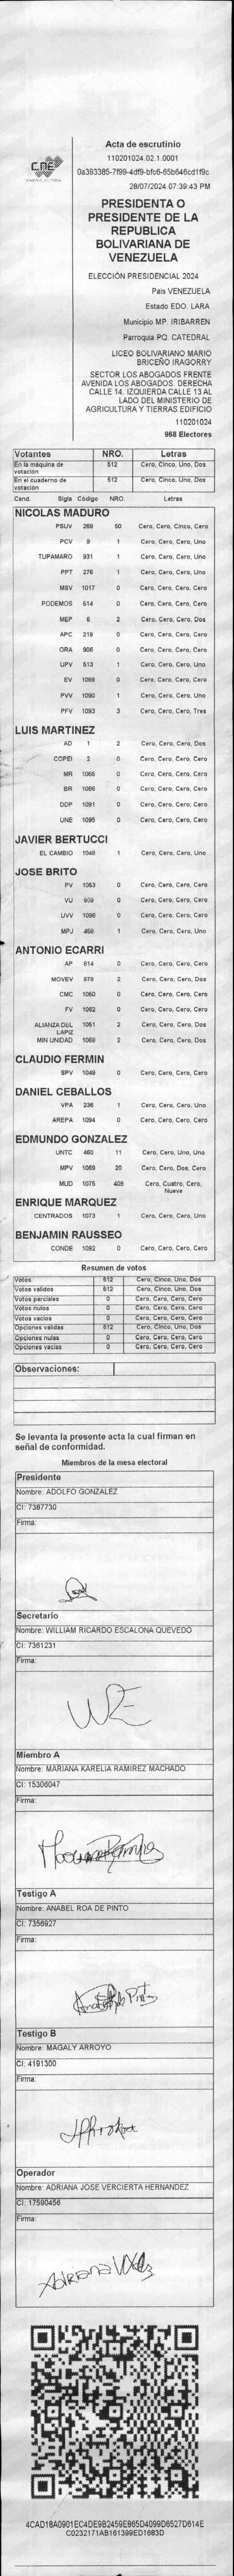 CNE
Acta de escrutinio
110201024.02.1.0001
0a393385-7f99-4df9-bfc6-65b646cd1f9c
28/07/2024 07:39:43 PM
PRESIDENTA O
PRESIDENTE DE LA
REPUBLICA
BOLIVARIANA DE
VENEZUELA
ELECCIÓN PRESIDENCIAL 2024
Pais VENEZUELA
Estado EDO. LARA
Municipio MP. IRIBARREN
Parroquia PQ. CATEDRAL
LICEO BOLIVARIANO MARIO
BRICEÑO IRAGORRY
SECTOR LOS ABOGADOS FRENTE
AVENIDA LOS ABOGADOS. DERECHA
CALLE 14. IZQUIERDA CALLE 13 AL
LADO DEL MINISTERIO DE
AGRICULTURA Y TIERRAS EDIFICIO
110201024
968 Electores
Votantes NRO. Letras
En la máquina de votación 512 Cero, Cinco, Uno, Dos
En el cuaderno de votación 512 Cero, Cinco, Uno, Dos
Cand. Sigla Código NRO. Letras
NICOLAS MADURO
PSUV 269 50 Cero, Cero, Cinco, Cero
PCV 9 1 Cero, Cero, Cero, Uno
TUPAMARO 931 1 Cero, Cero, Cero, Uno
PPT 276 1 Cero, Cero, Cero, Uno
MSV 1017 0 Cero, Cero, Cero, Cero
PODEMOS 514 0 Cero, Cero, Cero, Cero
MEP 6 2 Cero, Cero, Cero, Dos
APC 219 0 Cero, Cero, Cero, Cero
ORA 906 0 Cero, Cero, Cero, Cero
UPV 513 1 Cero, Cero, Cero, Uno
EV 1089 0 Cero, Cero, Cero, Cero
PVV 1090 1 Cero, Cero, Cero, Uno
PFV 1093 3 Cero, Cero, Cero, Tres
LUIS MARTINEZ
AD 1 2 Cero, Cero, Cero, Dos
COPEI 2 0 Cero, Cero, Cero, Cero
MR 1065 0 Cero, Cero, Cero, Cero
BR 1066 0 Cero, Cero, Cero, Cero
DDP 1091 0 Cero, Cero, Cero, Cero
UNE 1095 0 Cero, Cero, Cero, Cero
JAVIER BERTUCCI
EL CAMBIO 1048 1 Cero, Cero, Cero, Uno
JOSE BRITO
PV 1053 0 Cero, Cero, Cero, Cero
VU 0 Cero, Cero, Cero, Cero
UVV 1096 0 Cero, Cero, Cero, Cero
MPJ 458 1 Cero, Cero, Cero, Uno
ANTONIO ECARRI
AP 814 0 Cero, Cero, Cero, Cero
MOVEV 878 2 Cero, Cero, Cero, Dos
CMC 1050 0 Cero, Cero, Cero, Cero
FV 1062 0 Cero, Cero, Cero, Cero
ALIANZA DEL LAPIZ 1051 2 Cero, Cero, Cero, Dos
MIN UNIDAD 1069 2 Cero, Cero, Cero, Dos
CLAUDIO FERMIN
SPV 1049 0 Cero, Cero, Cero, Cero
DANIEL CEBALLOS
VPA 236 1 Cero, Cero, Cero, Uno
AREPA 1094 0 Cero, Cero, Cero, Cero
EDMUNDO GONZALEZ
UNTC 460 11 Cero, Cero, Uno, Uno
MPV 20 Cero, Cero, Dos, Cero
MUD 1075 409 Cero, Cuatro, Cero,
Nueve
ENRIQUE MARQUEZ
CENTRADOS 1073 1 Cero, Cero, Cero, Uno
BENJAMIN RAUSSEO
CONDE 1092 0 Cero, Cero, Cero, Cero
Resumen de votos
Votos 512 Cero, Cinco, Uno, Dos
Votos validos 512 Cero, Cinco, Uno, Dos
Votos parciales 0 Cero, Cero, Cero, Cero
Votos nulos 0 Cero, Cero, Cero, Cero
Votos vacios 0 Cero, Cero, Cero, Cero
Opciones validas 512 Cero, Cinco, Uno, Dos
Opciones nulas 0 Cero, Cero, Cero, Cero
Opciones vacias 0 Cero, Cero, Cero, Cero
Observaciones:
Se levanta la presente acta la cual firman en
señal de conformidad.
Miembros de la mesa electoral
Presidente
Nombre: ADOLFO GONZALEZ
CI: 7387730
Firma:
Secretario
Nombre: WILLIAM RICARDO ESCALONA QUEVEDO
CI: 7361231
Firma:
Miembro A
Nombre: MARIANA KARELIA RAMIREZ MACHADO
CI: 15306047
Firma:
Testigo A
Nombre: ANABEL ROA DE PINTO
CI: 7356927
Firma:
Testigo B
Nombre: MAGALY ARROYO
CI: 4191300
Firma:
Operador
Nombre: ADRIANA JOSE VERCIERTA HERNANDEZ
CI: 17590456
Firma:
4CAD18A0901EC4DE9B2459E865D4099D6527D614E
C0232171AB161399ED1683D